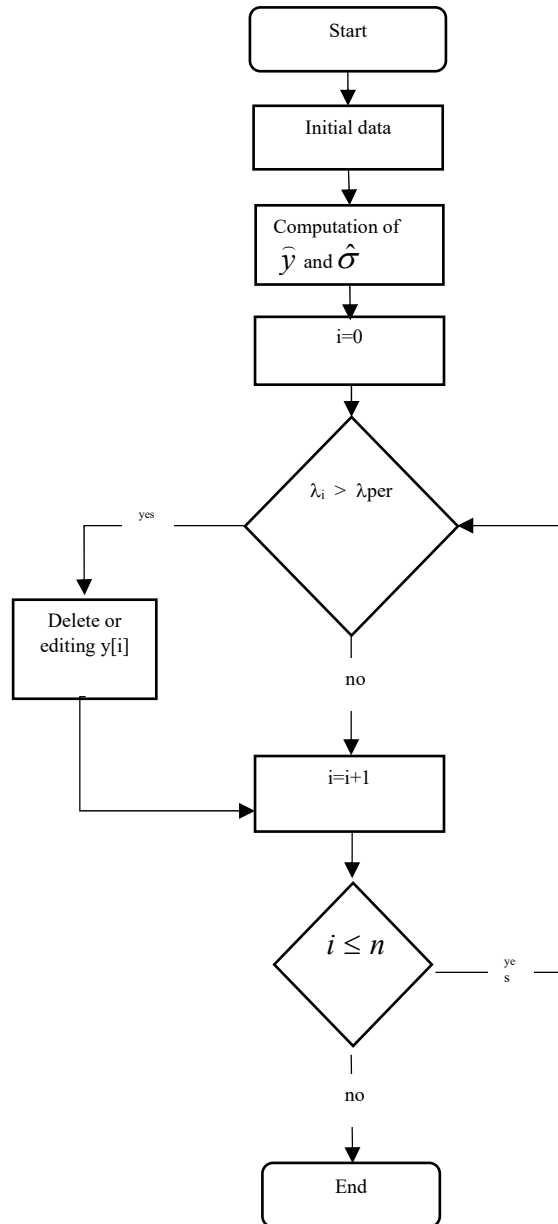 Start
Initial data
Computation of
ȳ and σ̂
i=0
λi > λper
yes
Delete or
editing y[i]
no
i=i+1
i ≤ n
ye
s
no
End